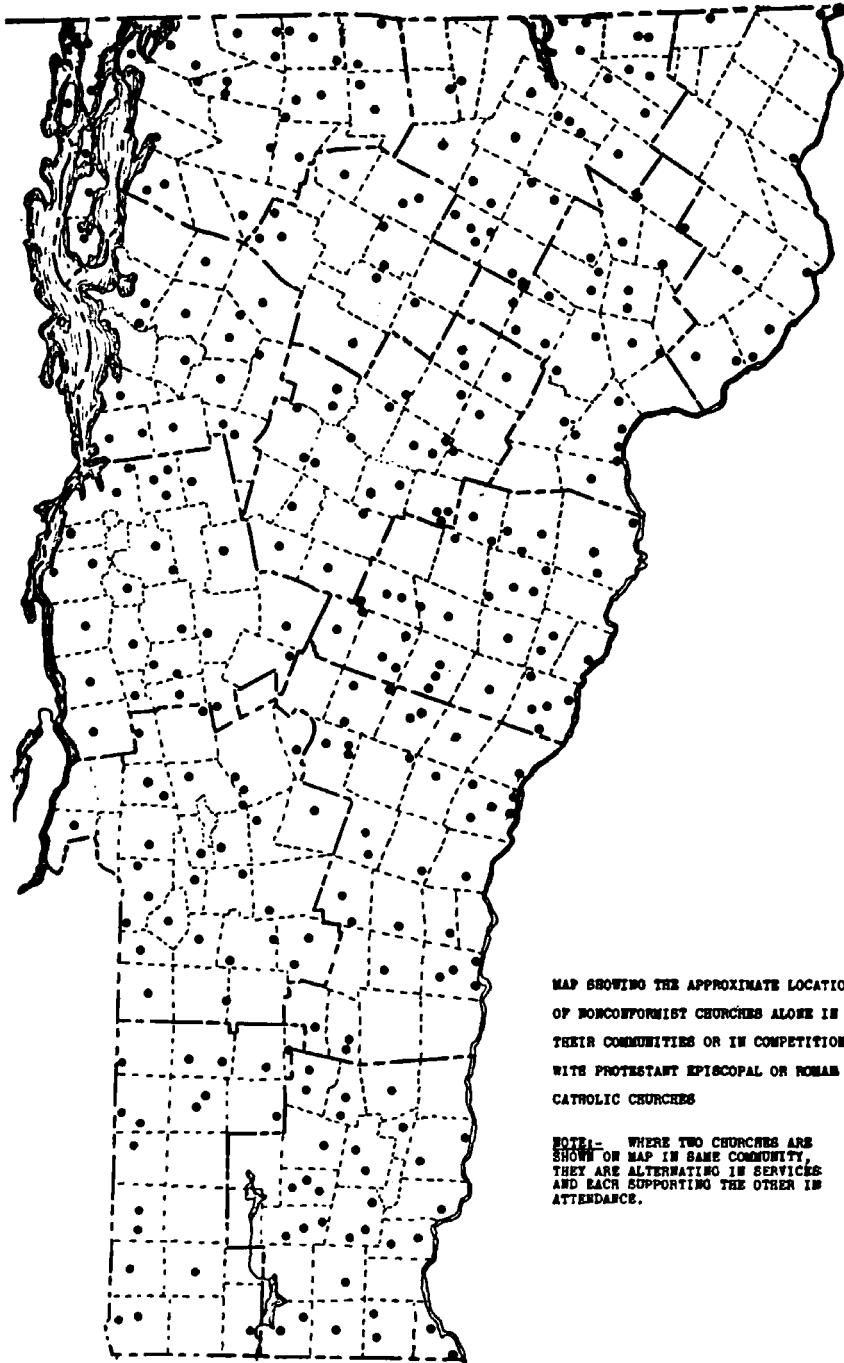 MAP SHOWING THE APPROXIMATE LOCATIO
OF NONCONFORMIST CHURCHES ALONE IN
THEIR COMMUNITIES OR IN COMPETITION
WITH PROTESTANT EPISCOPAL OR ROMAN
CATHOLIC CHURCHES
NOTE:- WHERE TWO CHURCHES ARE
SHOWN ON MAP IN SAME COMMUNITY,
THEY ARE ALTERNATING IN SERVICES
AND EACH SUPPORTING THE OTHER IN
ATTENDANCE.